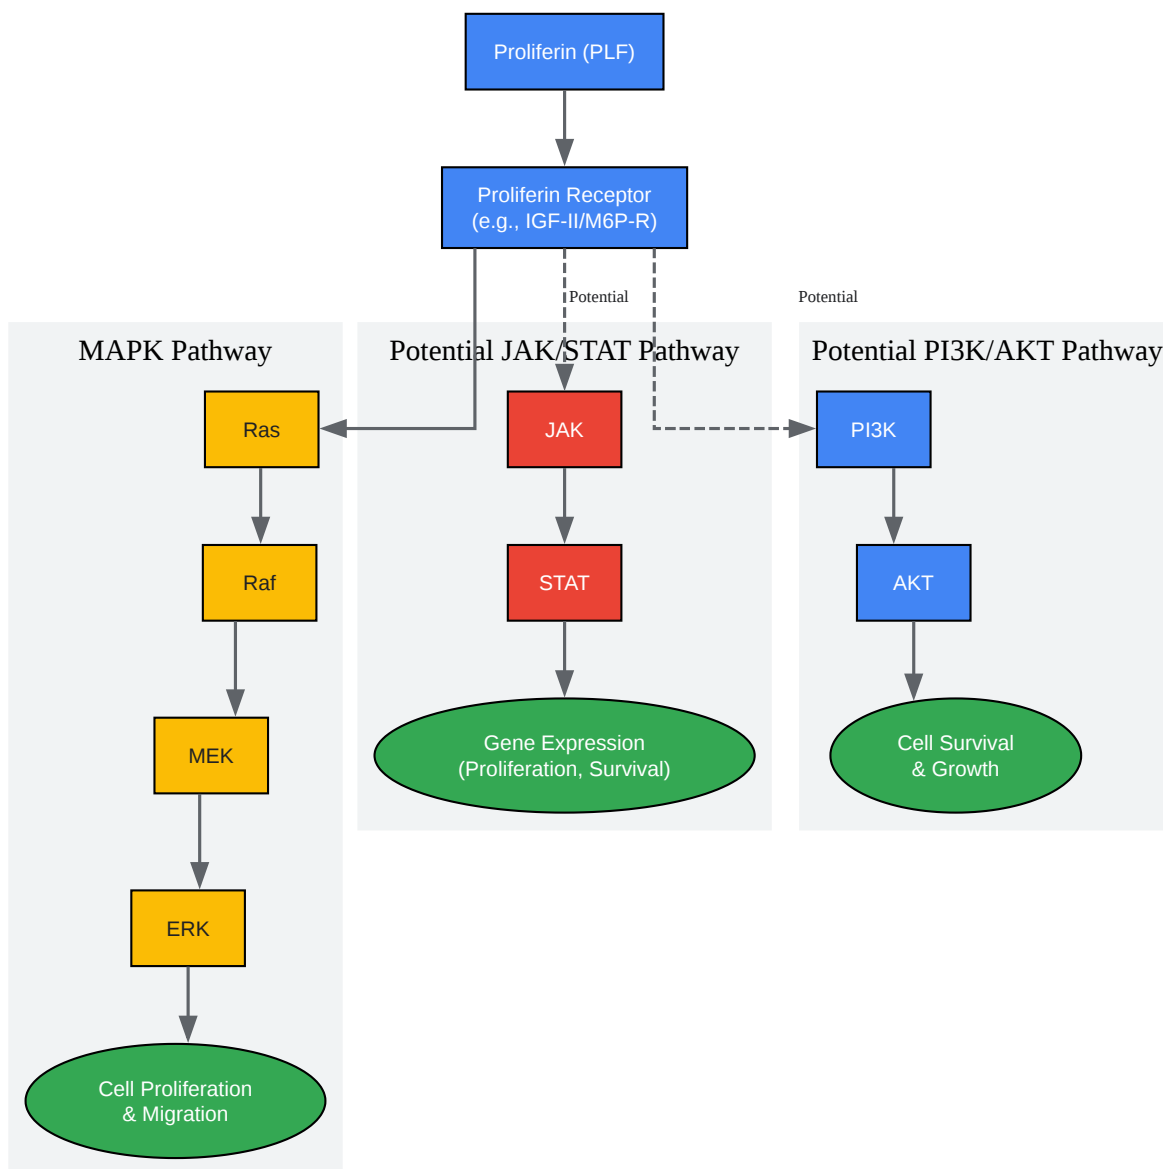 Proliferin (PLF)
Proliferin Receptor
(e.g., IGF-II/M6P-R)
Potential
Potential
MAPK Pathway
Potential JAK/STAT Pathway
Potential PI3K/AKT Pathway
Ras
JAK
PI3K
Raf
STAT
AKT
MEK
Gene Expression
(Proliferation, Survival)
Cell Survival
& Growth
ERK
Cell Proliferation
& Migration